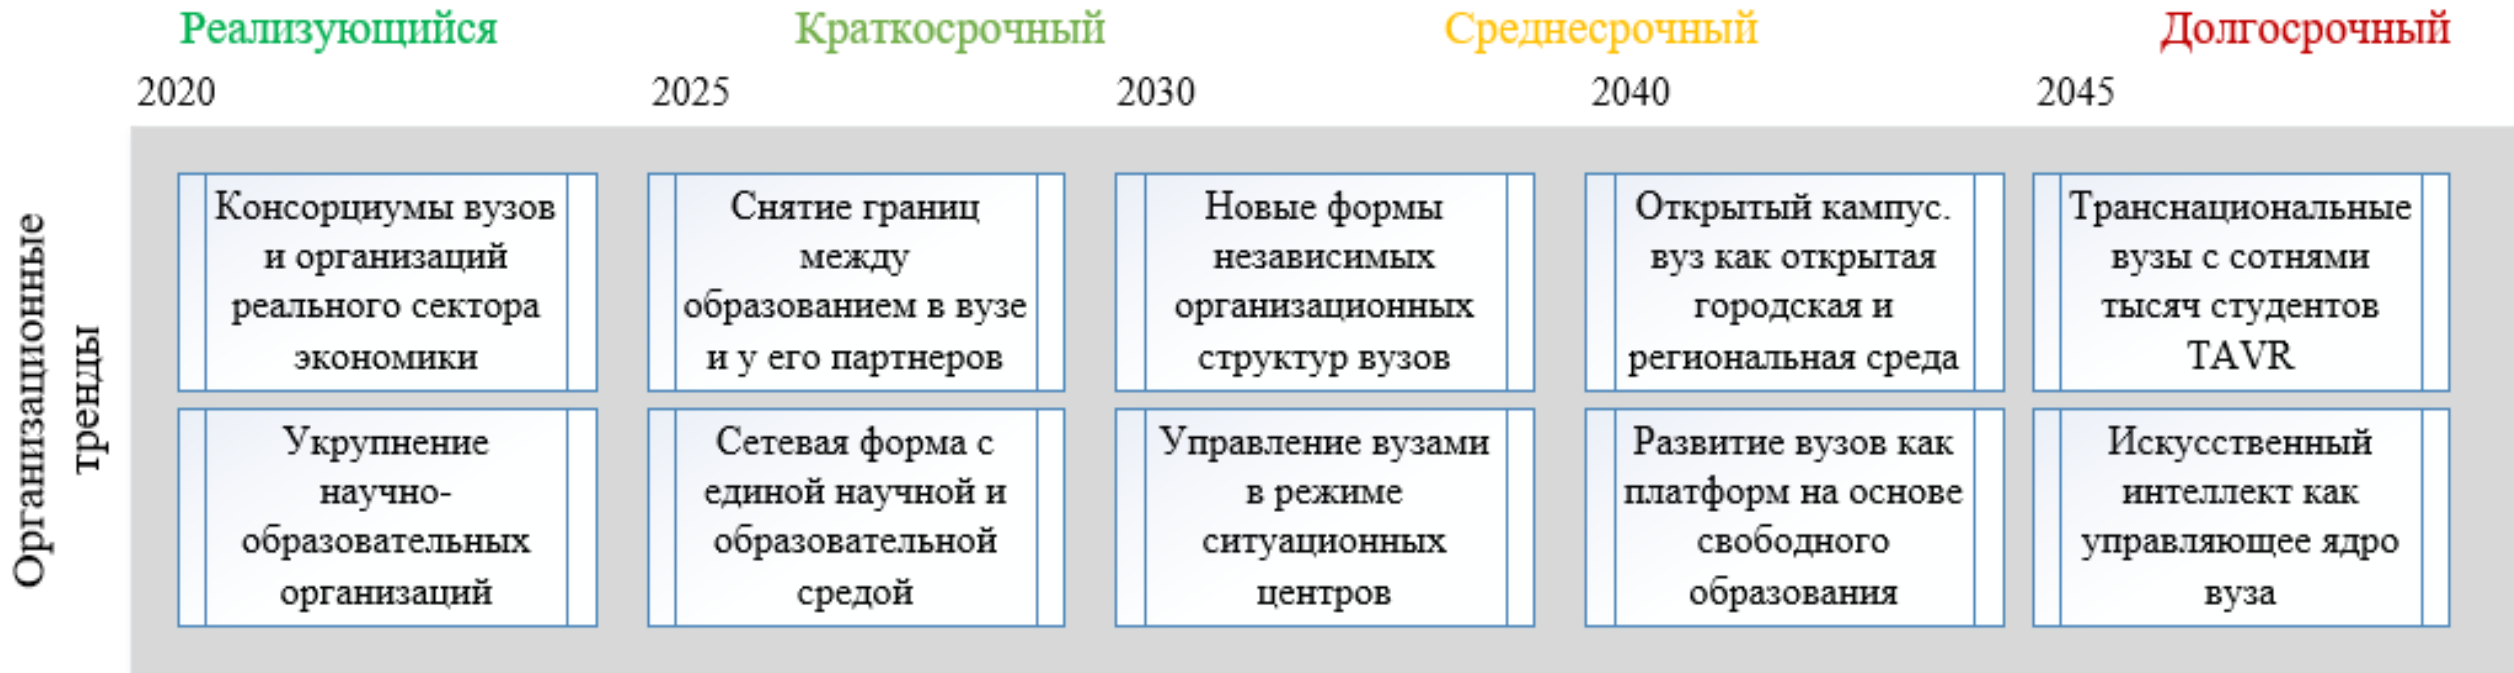 Реализующийся
Краткосрочный
Среднесрочный
Долгосрочный
2020
2025
2030
2040
2045
Организационные
тренды
Консорциумы вузов
и организаций
реального сектора
экономики
Снятие границ
между
образованием в вузе
и у его партнеров
Новые формы
независимых
организационных
структур вузов
Открытый кампус.
вуз как открытая
городская и
региональная среда
Транснациональные
вузы с сотнями
тысяч студентов
TAVR
Укрупнение
научно-
образовательных
организаций
Сетевая форма с
единой научной и
образовательной
средой
Управление вузами
в режиме
ситуационных
центров
Развитие вузов как
платформ на основе
свободного
образования
Искусственный
интеллект как
управляющее ядро
вуза